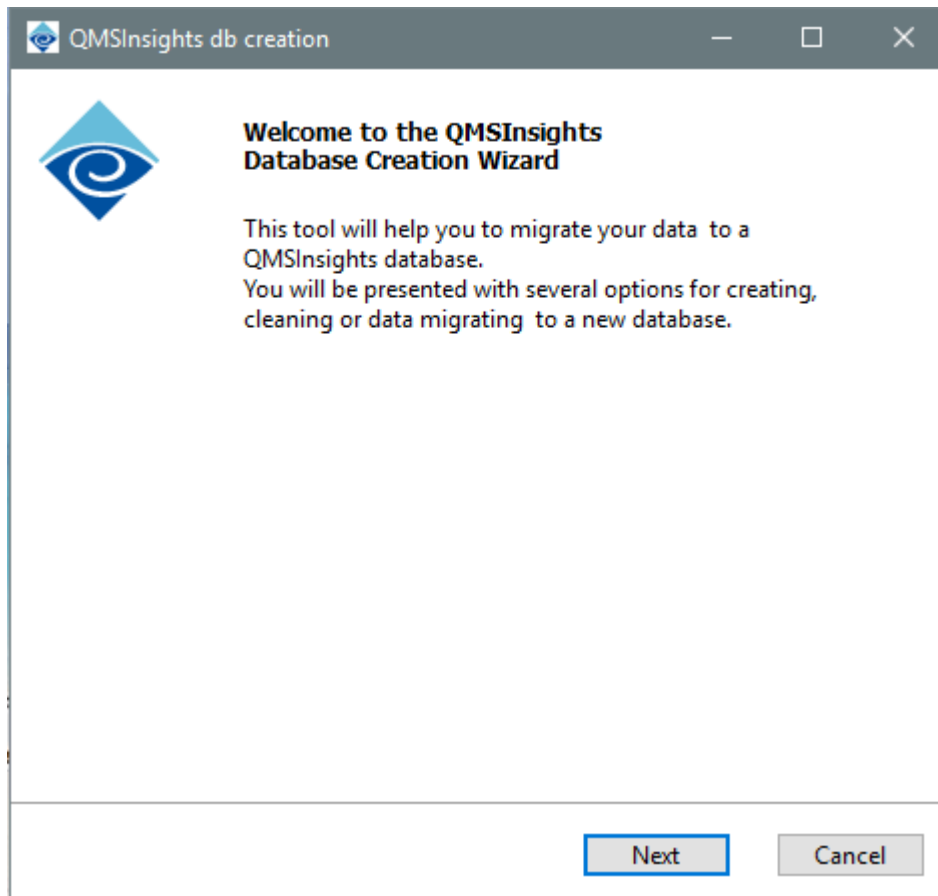 QMSInsights db creation
Welcome to the QMSInsights
Database Creation Wizard
This tool will help you to migrate your data  to a
QMSInsights database.
You will be presented with several options for creating,
cleaning or data migrating  to a new database.
Next
Cancel